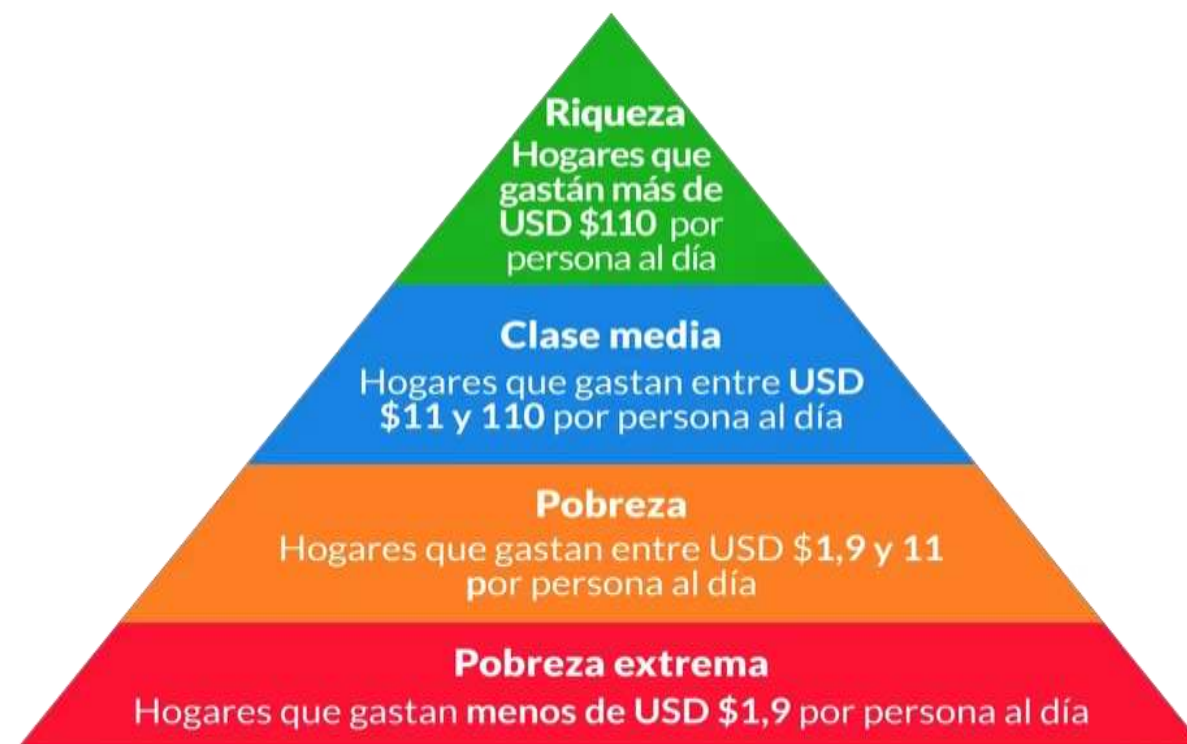 Riqueza
Hogares que
gastán más de
USD $110 por
persona al día
Clase media
Hogares que gastan entre USD
$11 y 110 por persona al día
Pobreza
Hogares que gastan entre USD $1,9 y 11
por persona al día
Pobreza extrema
Hogares que gastan menos de USD $1,9 por persona al día